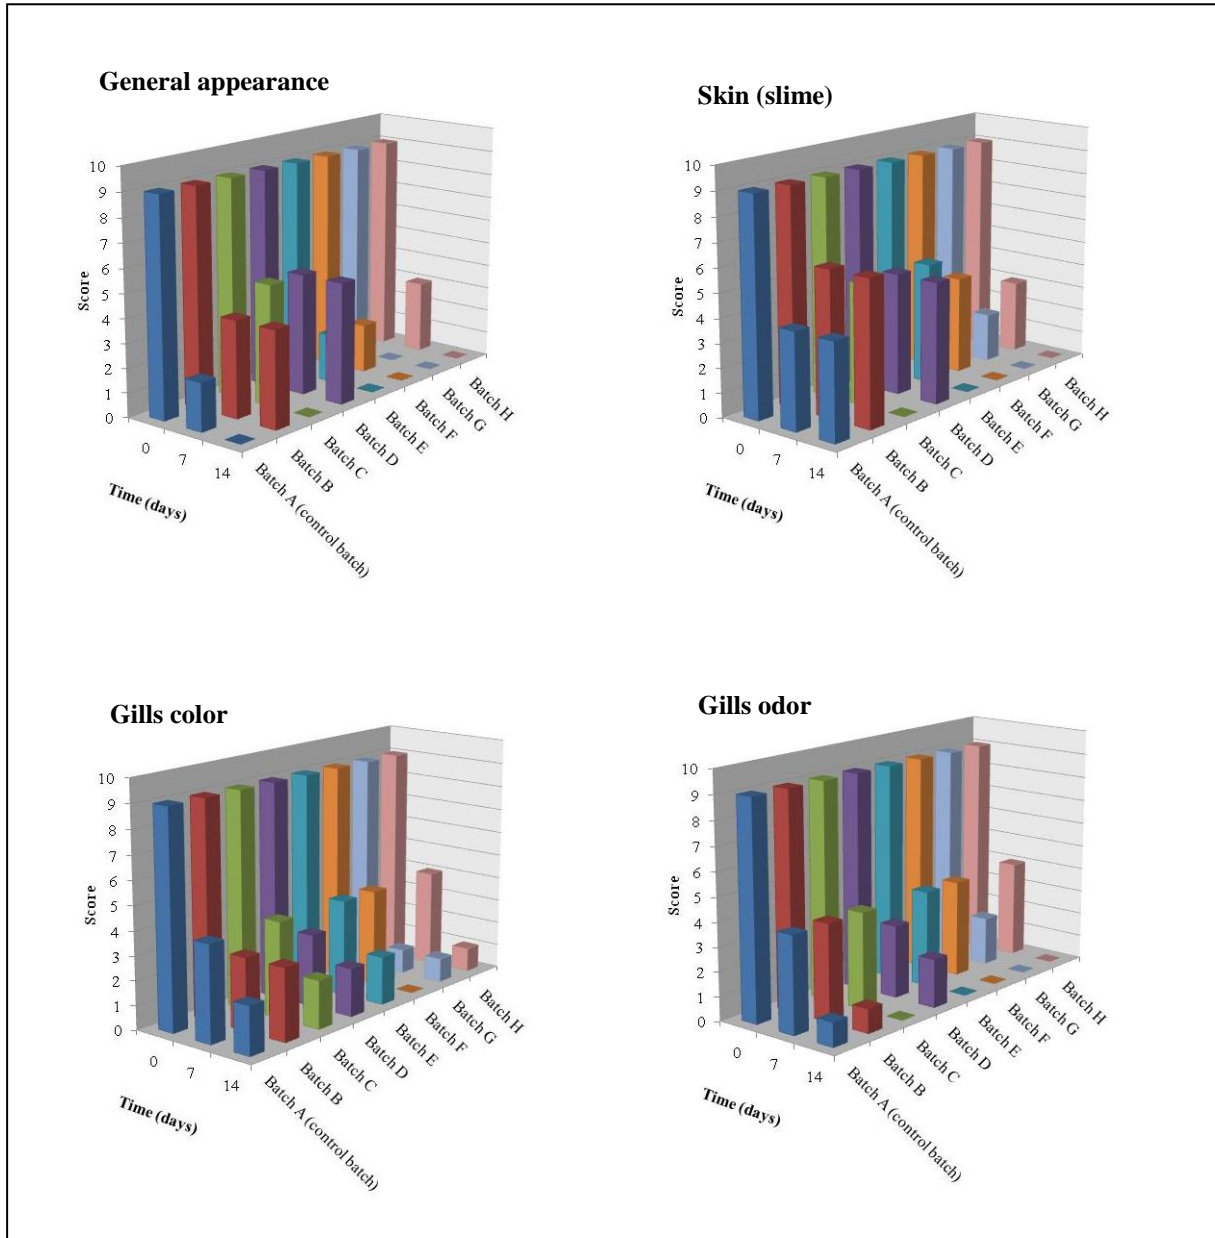 General appearance
10
9
8
7
6
5
4
3
2
1
0
Score
0
7
14
Time (days)
Batch A (control batch)
Batch B
Batch C
Batch D
Batch E
Batch F
Batch G
Batch H
Skin (slime)
10
9
8
7
6
5
4
3
2
1
0
Score
0
7
14
Time (days)
Batch A (control batch)
Batch B
Batch C
Batch D
Batch E
Batch F
Batch G
Batch H
Gills color
10
9
8
7
6
5
4
3
2
1
0
Score
0
7
14
Time (days)
Batch A (control batch)
Batch B
Batch C
Batch D
Batch E
Batch F
Batch G
Batch H
Gills odor
10
9
8
7
6
5
4
3
2
1
0
Score
0
7
14
Time (days)
Batch A (control batch)
Batch B
Batch C
Batch D
Batch E
Batch F
Batch G
Batch H